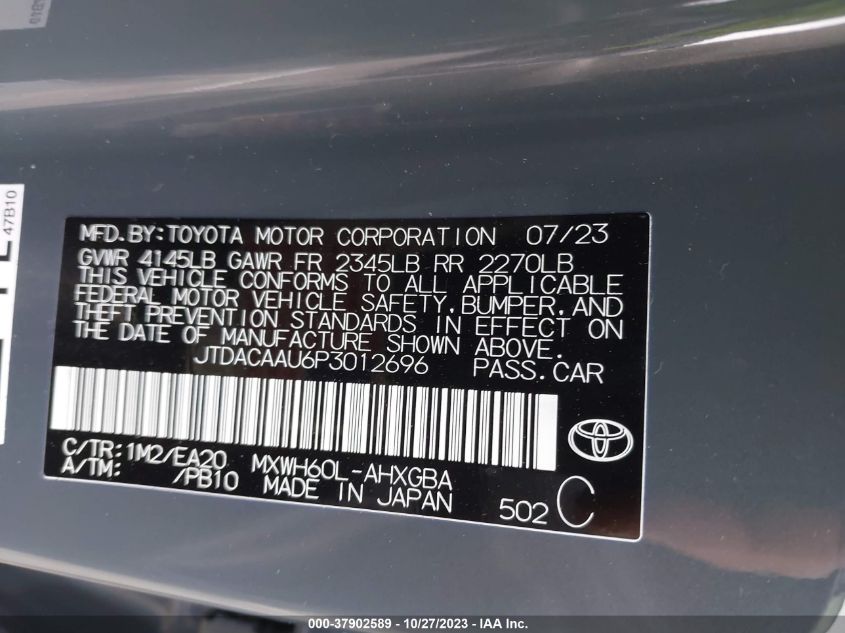 47B10
MFD.BY:TOYOTA MOTOR CORPORATION 07/23
GVWR 4145LB GAWR FR 2345LB RR 2270LB
THIS VEHICLE CONFORMS TO ALL APPLICABLE
FEDERAL MOTOR VEHICLE SAFETY,BUMPER,AND
THEFT PREVENTION STANDARDS IN EFFECT ON
THE DATE OF MANUFACTURE SHOWN ABOVE.
JTDACAAU6P3012696 PASS.CAR
C/TR:1M2/EA20 MXWH60L-AHXGBA
A/TM: /PB10 MADE IN JAPAN 502 C
000-37902589 - 10/27/2023 - IAA Inc.